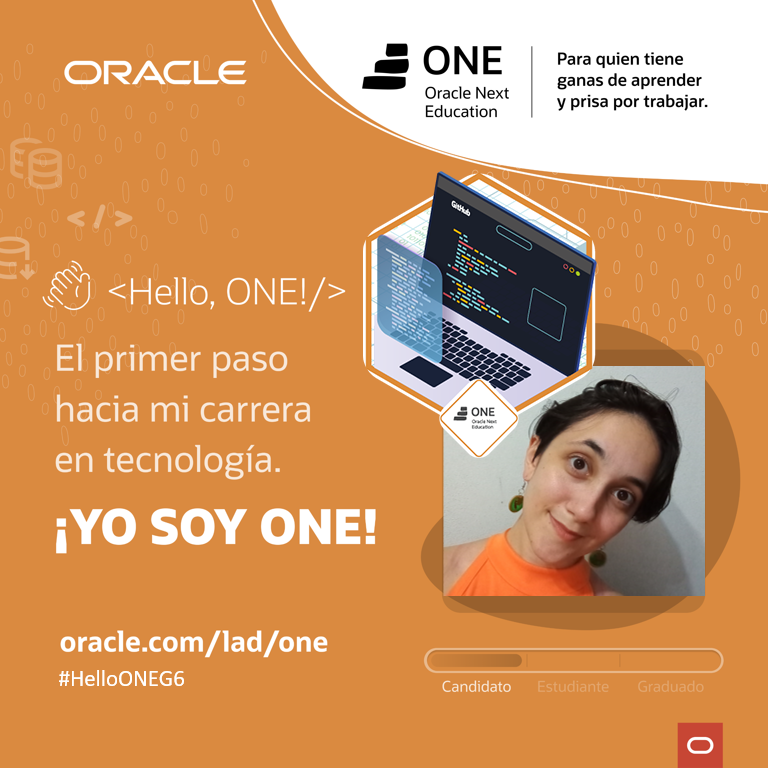 ORACLE
ONE
Oracle Next
Education
Para quien tiene
ganas de aprender
y prisa por trabajar.
GitHub
</>
<Hello, ONE!/>
El primer paso
hacia mi carrera
en tecnología.
¡YO SOY ONE!
ONE
Oracle Next
Education
oracle.com/lad/one
#HelloONEG6
Candidato Estudiante Graduado